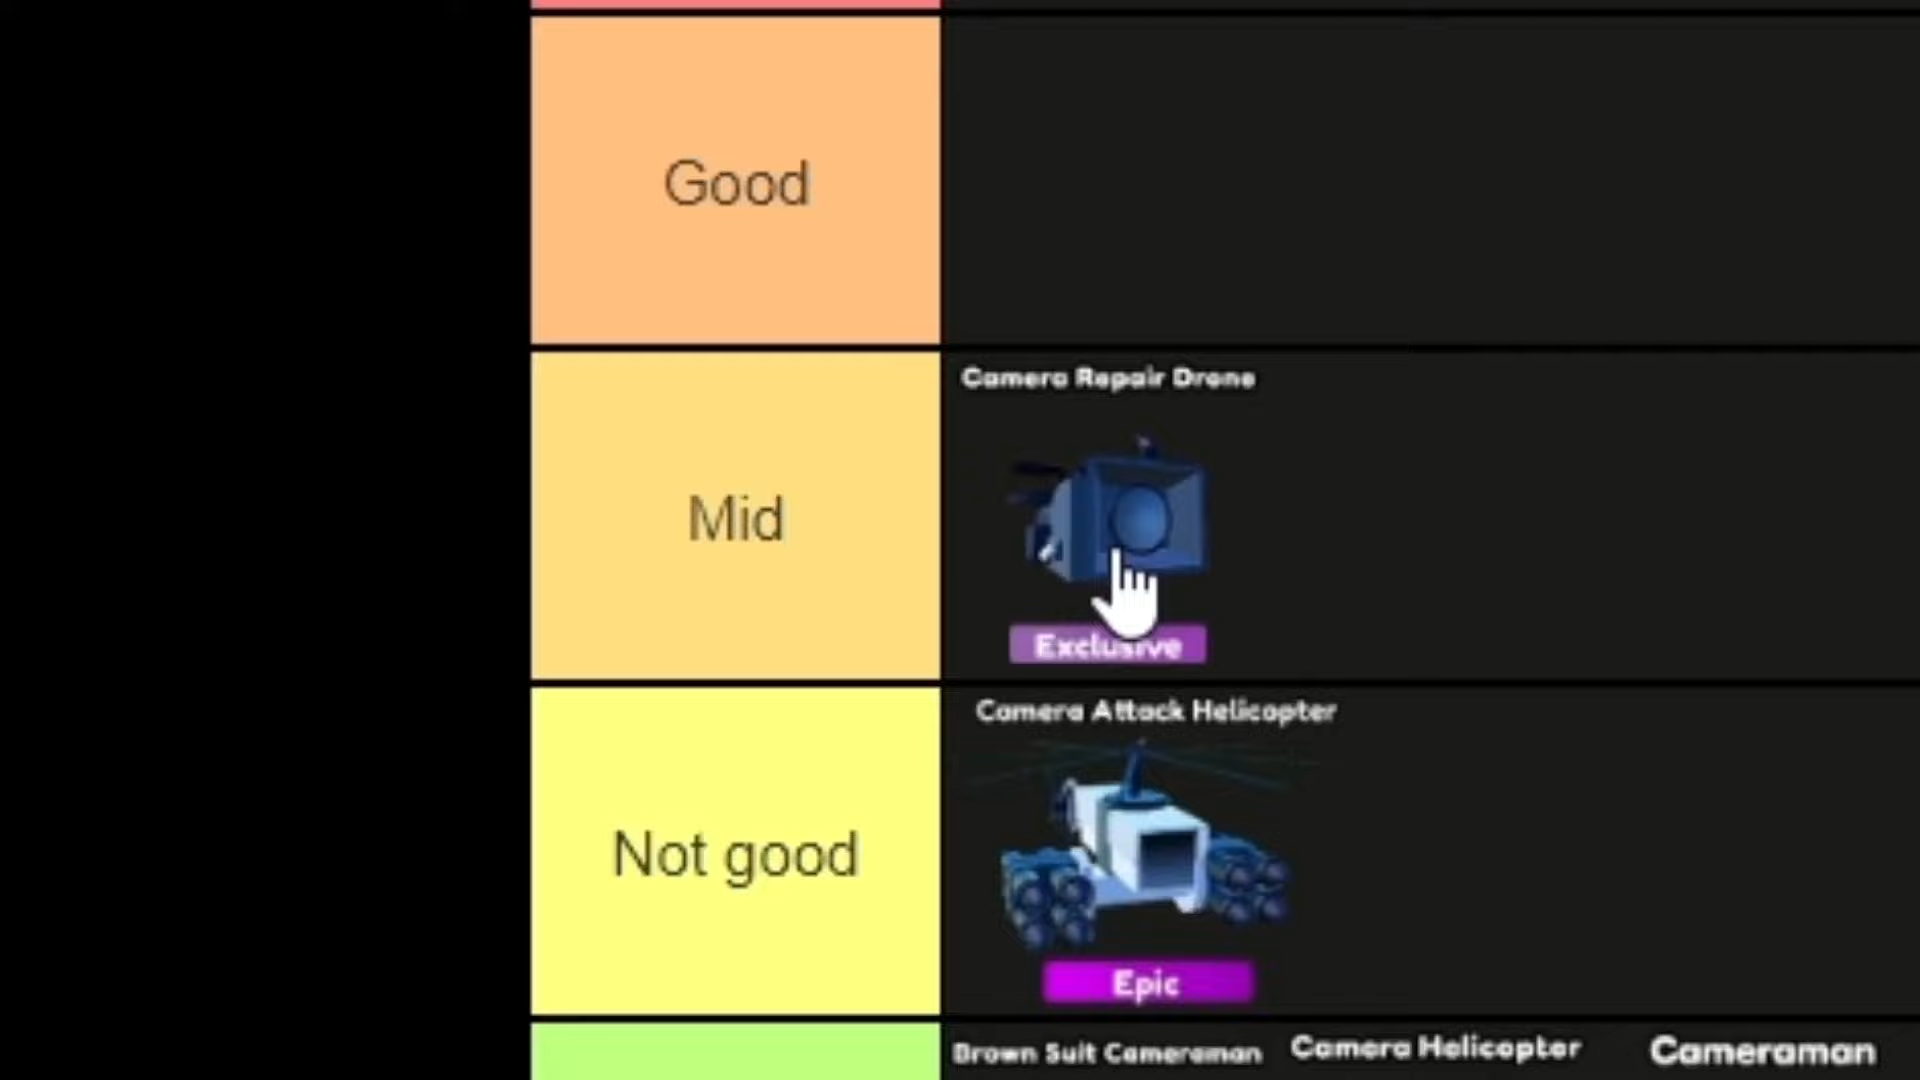 Good
Camera Repair Drone
Mid
Exclusive
Camera Attack Helicopter
Not good
Epic
Brown Suit Cameraman
Camera Helicopter
Cameraman